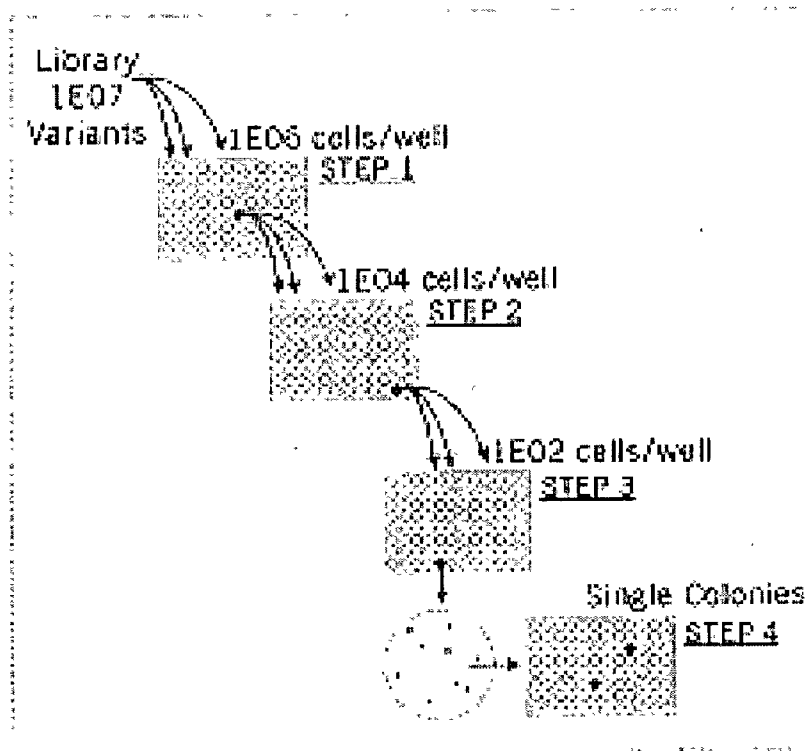 Library
1E07
Variants
1E06 cells/well
STEP 1
1E04 cells/well
STEP 2
1E02 cells/well
STEP 3
Single Colonies
STEP 4